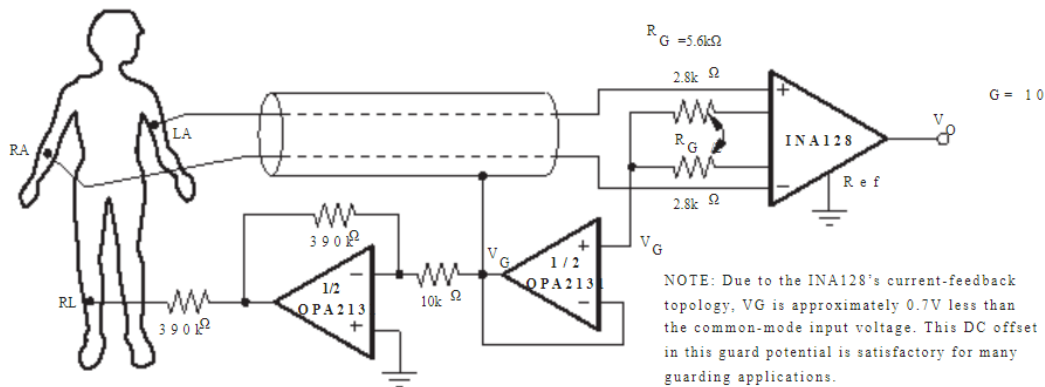 R
G =5.6kΩ
2.8k Ω
G= 10
+
LA
RA
V
O
INA128
R
G
Ref
−
2.8k Ω
390kΩ
V
G
+
V
G
1/2
OPA2131
−
NOTE: Due to the INA128's current-feedback
topology, VG is approximately 0.7V less than
the common-mode input voltage. This DC offset
in this guard potential is satisfactory for many
guarding applications.
RL
−
1/2
OPA213
+
10k Ω
390kΩ